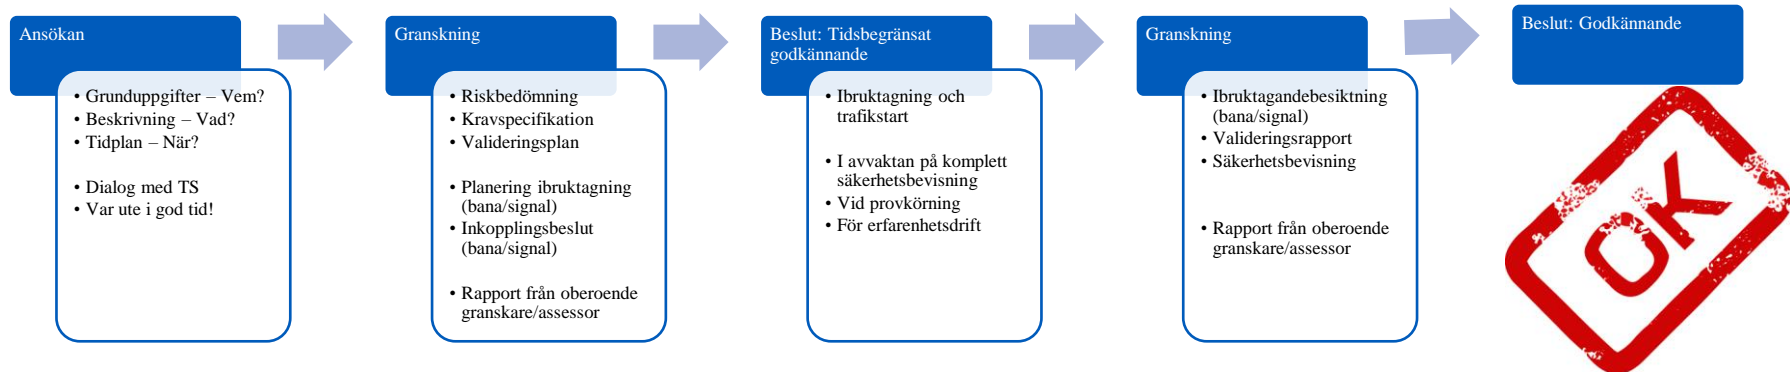 Ansökan
• Grunduppgifter – Vem?
• Beskrivning – Vad?
• Tidplan – När?
• Dialog med TS
• Var ute i god tid!
Granskning
• Riskbedömning
• Kravspecifikation
• Valideringsplan
• Planering ibruktagning
(bana/signal)
• Inkopplingsbeslut
(bana/signal)
• Rapport från oberoende
granskare/assessor
Beslut: Tidsbegränsat
godkännande
• Ibruktagning och
trafikstart
• I avvaktan på komplett
säkerhetsbevisning
• Vid provkörning
• För erfarenhetsdrift
Granskning
• Ibruktagandebesiktning
(bana/signal)
• Valideringsrapport
• Säkerhetsbevisning
• Rapport från oberoende
granskare/assessor
Beslut: Godkännande
OK